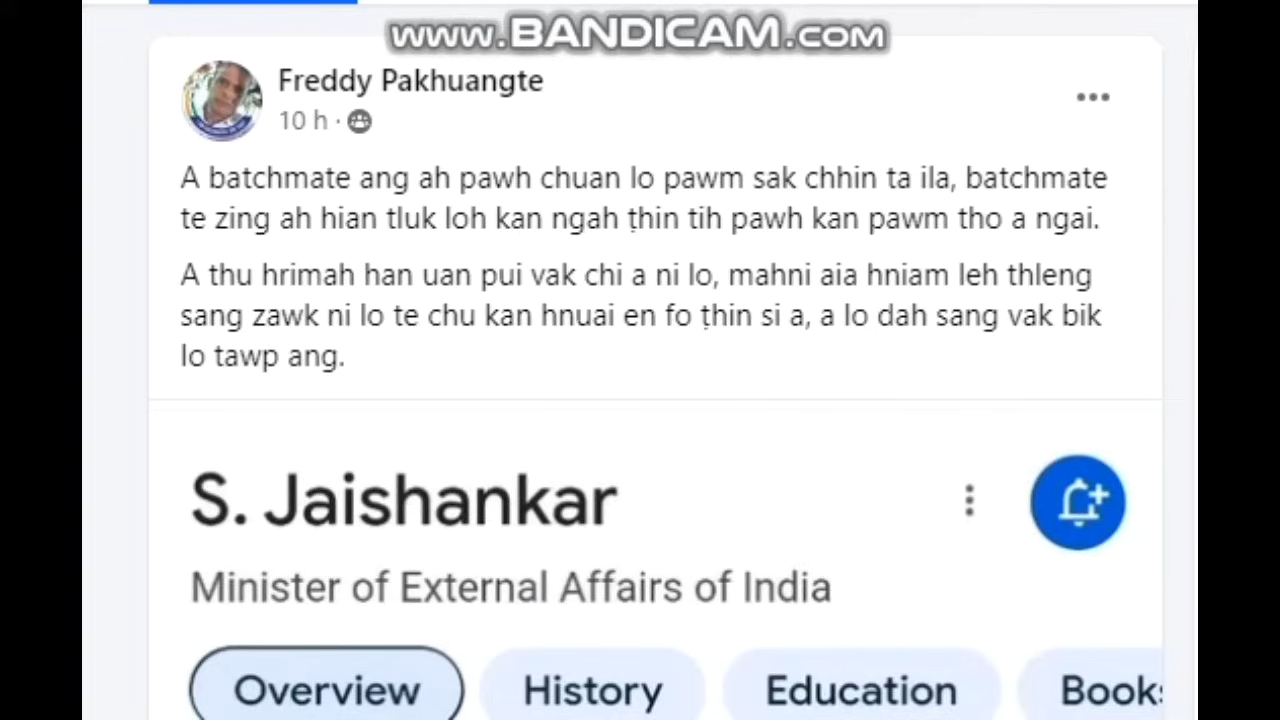 www.BANDICAM.com
Freddy Pakhuangte
10 h ·
A batchmate ang ah pawh chuan lo pawm sak chhin ta ila, batchmate
te zing ah hian tluk loh kan ngah ṭhin tih pawh kan pawm tho a ngai.
A thu hrimah han uan pui vak chi a ni lo, mahni aia hniam leh thleng
sang zawk ni lo te chu kan hnuai en fo ṭhin si a, a lo dah sang vak bik
lo tawp ang.
S. Jaishankar
Minister of External Affairs of India
Overview History Education